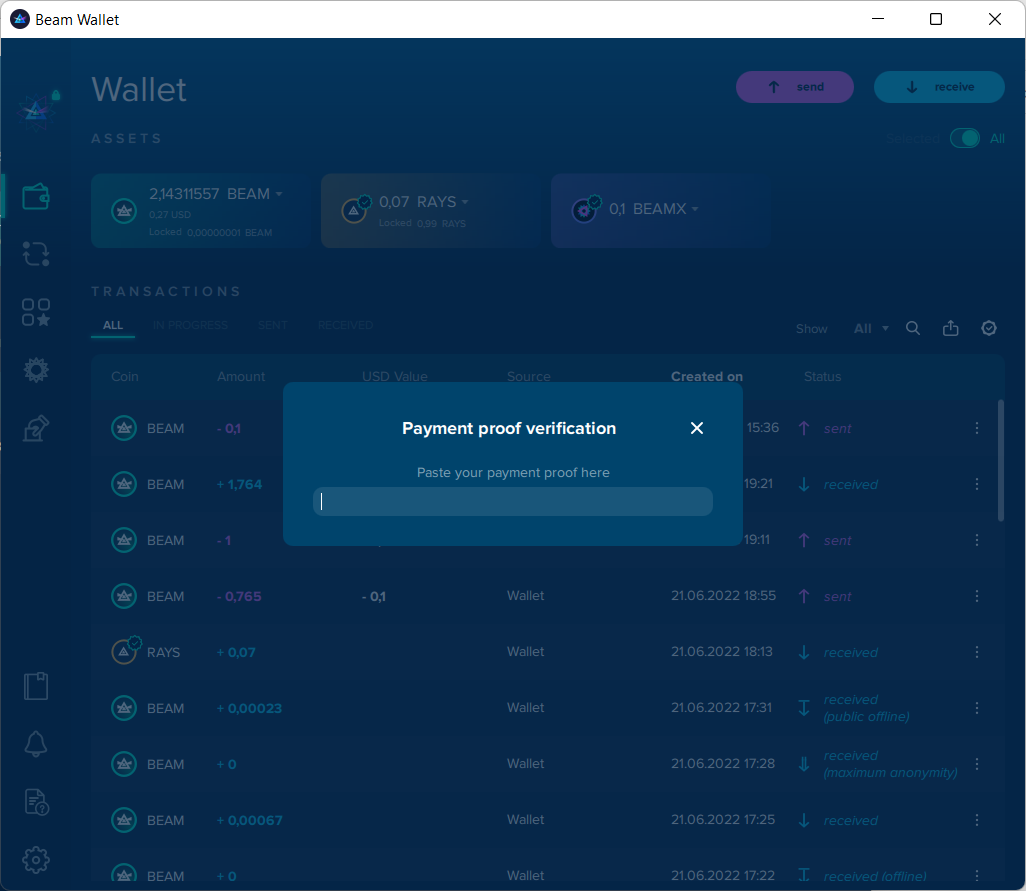 Beam Wallet
Wallet
send
receive
ASSETS
Selected
All
2,14311557 BEAM
0,27 USD
Locked 0,00000001 BEAM
0,07 RAYS
Locked 0,99 RAYS
0,1 BEAMX
TRANSACTIONS
ALL IN PROGRESS SENT RECEIVED
Show All
Coin Amount USD Value Source Created on Status
BEAM - 0,1 15:36 sent
BEAM + 1,764 19:21 received
BEAM - 1 19:11 sent
Payment proof verification
Paste your payment proof here
BEAM - 0,765 - 0,1 Wallet 21.06.2022 18:55 sent
RAYS + 0,07 Wallet 21.06.2022 18:13 received
BEAM + 0,00023 Wallet 21.06.2022 17:31 received
(public offline)
BEAM + 0 Wallet 21.06.2022 17:28 received
(maximum anonymity)
BEAM + 0,00067 Wallet 21.06.2022 17:25 received
BEAM + 0 Wallet 21.06.2022 17:22 received (offline)